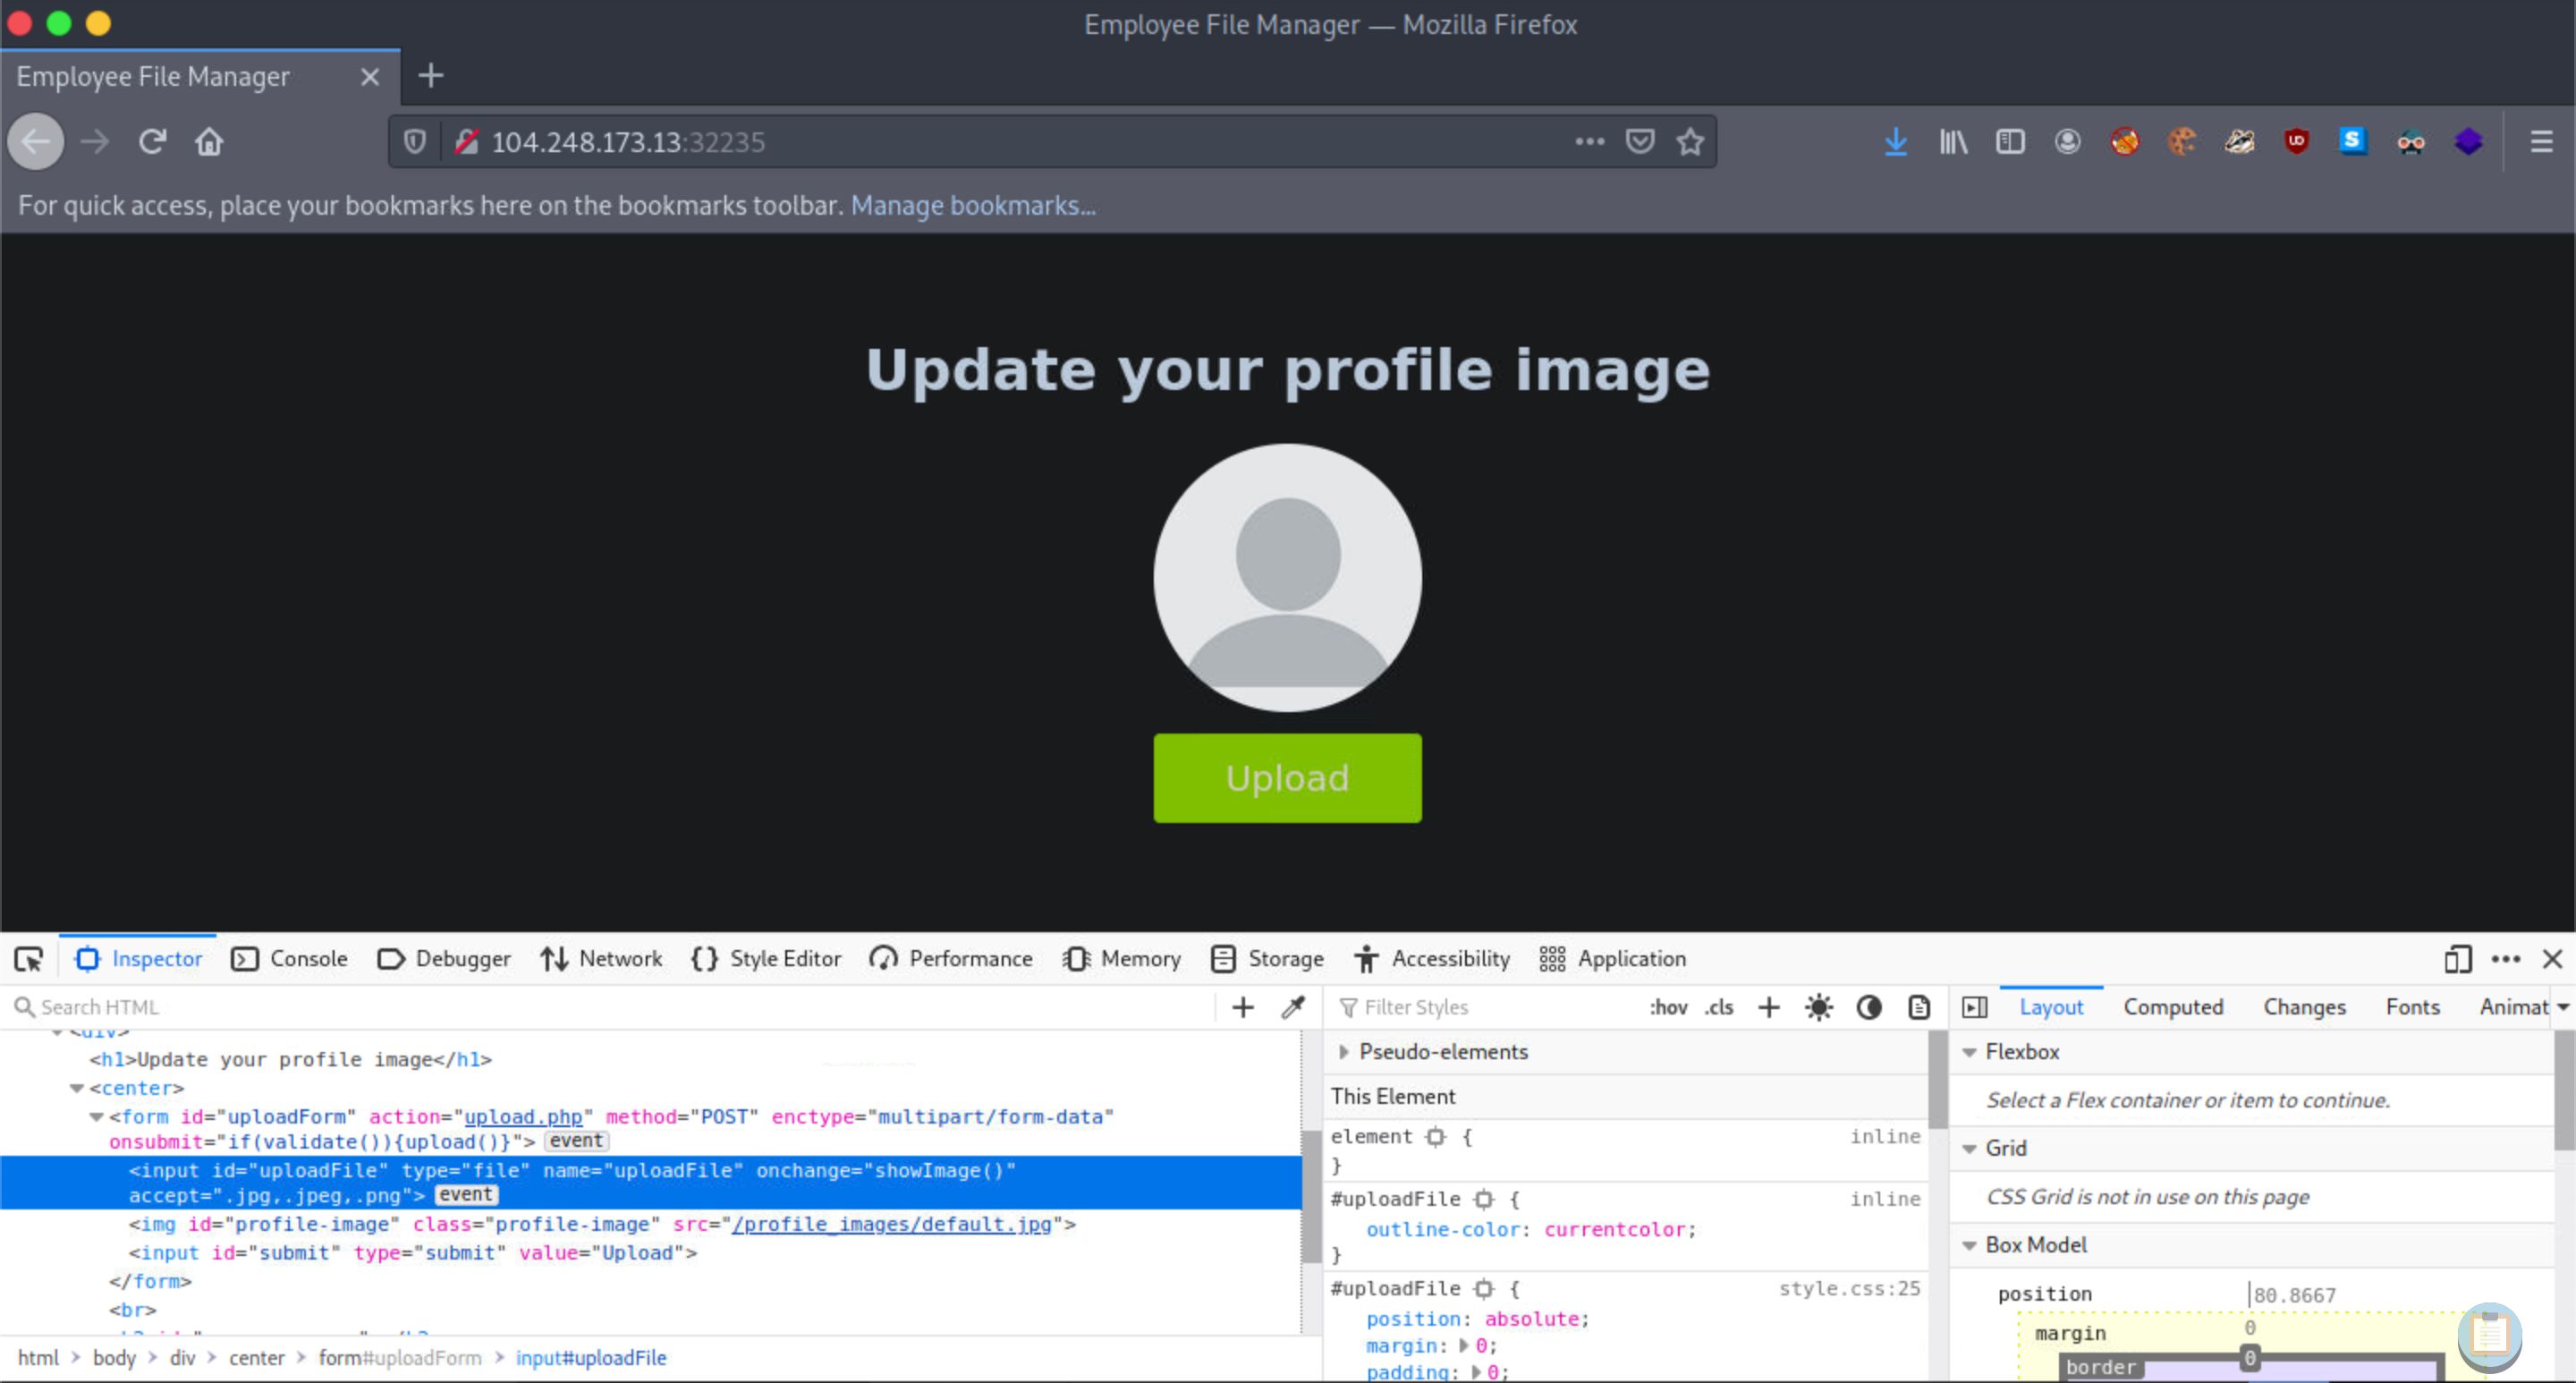 Employee File Manager — Mozilla Firefox
Employee File Manager
104.248.173.13:32235
For quick access, place your bookmarks here on the bookmarks toolbar. Manage bookmarks...
Update your profile image
Upload
Inspector Console Debugger Network Style Editor Performance Memory Storage Accessibility Application
Search HTML
<div>
<h1>Update your profile image</h1>
<center>
<form id="uploadForm" action="upload.php" method="POST" enctype="multipart/form-data"
onsubmit="if(validate()){upload()}"> event
<input id="uploadFile" type="file" name="uploadFile" onchange="showImage()"
accept=".jpg,.jpeg,.png"> event
<img id="profile-image" class="profile-image" src="/profile_images/default.jpg">
<input id="submit" type="submit" value="Upload">
</form>
<br>
html body div center form#uploadForm input#uploadFile
Filter Styles :hov .cls
Pseudo-elements
This Element
element { inline
}
#uploadFile { inline
outline-color: currentcolor;
}
#uploadFile { style.css:25
position: absolute;
margin: 0;
padding: 0;
Layout Computed Changes Fonts Animat
Flexbox
Select a Flex container or item to continue.
Grid
CSS Grid is not in use on this page
Box Model
position 80.8667
margin 0
border 0